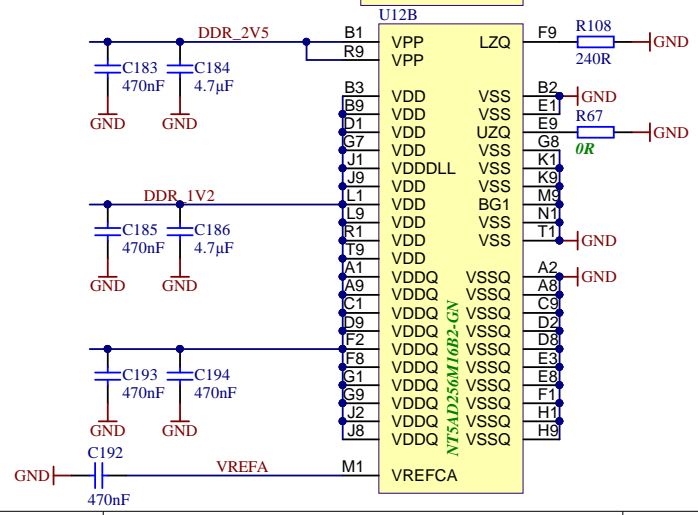 U12B
DDR_2V5
B1 VPP
R9 VPP
LZQ F9
R108
240R
GND
C183
470nF
GND
C184
4.7µF
GND
B3 VDD
B9 VDD
D1 VDD
G7 VDD
J1 VDDDLL
J9 VDD
L1 VDD
L9 VDD
R1 VDD
T9 VDD
A1 VDDQ
A9 VDDQ
C1 VDDQ
D9 VDDQ
F2 VDDQ
F8 VDDQ
G1 VDDQ
G9 VDDQ
J2 VDDQ
J8 VDDQ
M1 VREFCA
VSS B2
GND
VSS E1
UZQ E9
R67
0R
GND
VSS G8
VSS K1
VSS K9
BG1 M9
VSS N1
VSS T1
GND
VSSQ A2
GND
VSSQ A8
VSSQ C9
VSSQ D2
VSSQ D8
VSSQ E3
VSSQ E8
VSSQ F1
VSSQ H1
VSSQ H9
NT5AD256M16B2-GN
DDR_1V2
C185
470nF
GND
C186
4.7µF
GND
C193
470nF
GND
C194
470nF
GND
GND
C192
470nF
VREFA